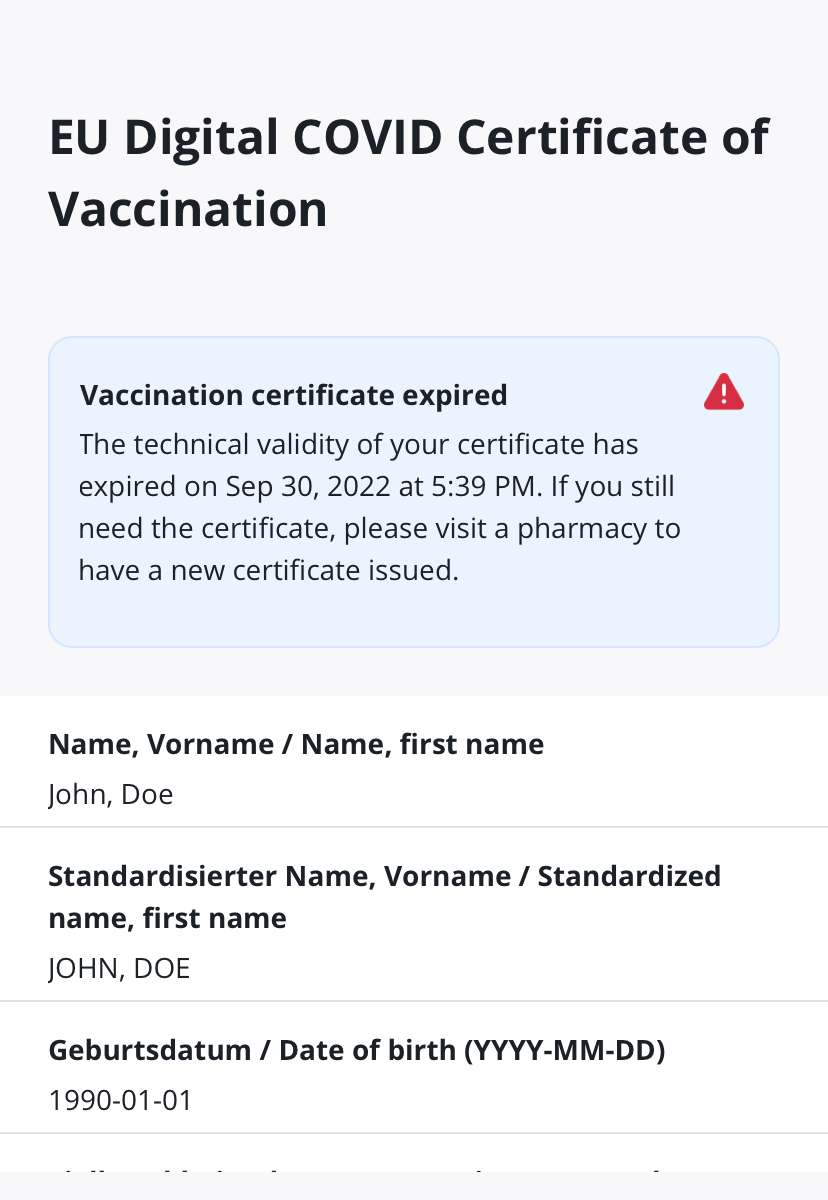 EU Digital COVID Certificate of
Vaccination
Vaccination certificate expired
The technical validity of your certificate has
expired on Sep 30, 2022 at 5:39 PM. If you still
need the certificate, please visit a pharmacy to
have a new certificate issued.
Name, Vorname / Name, first name
John, Doe
Standardisierter Name, Vorname / Standardized
name, first name
JOHN, DOE
Geburtsdatum / Date of birth (YYYY-MM-DD)
1990-01-01